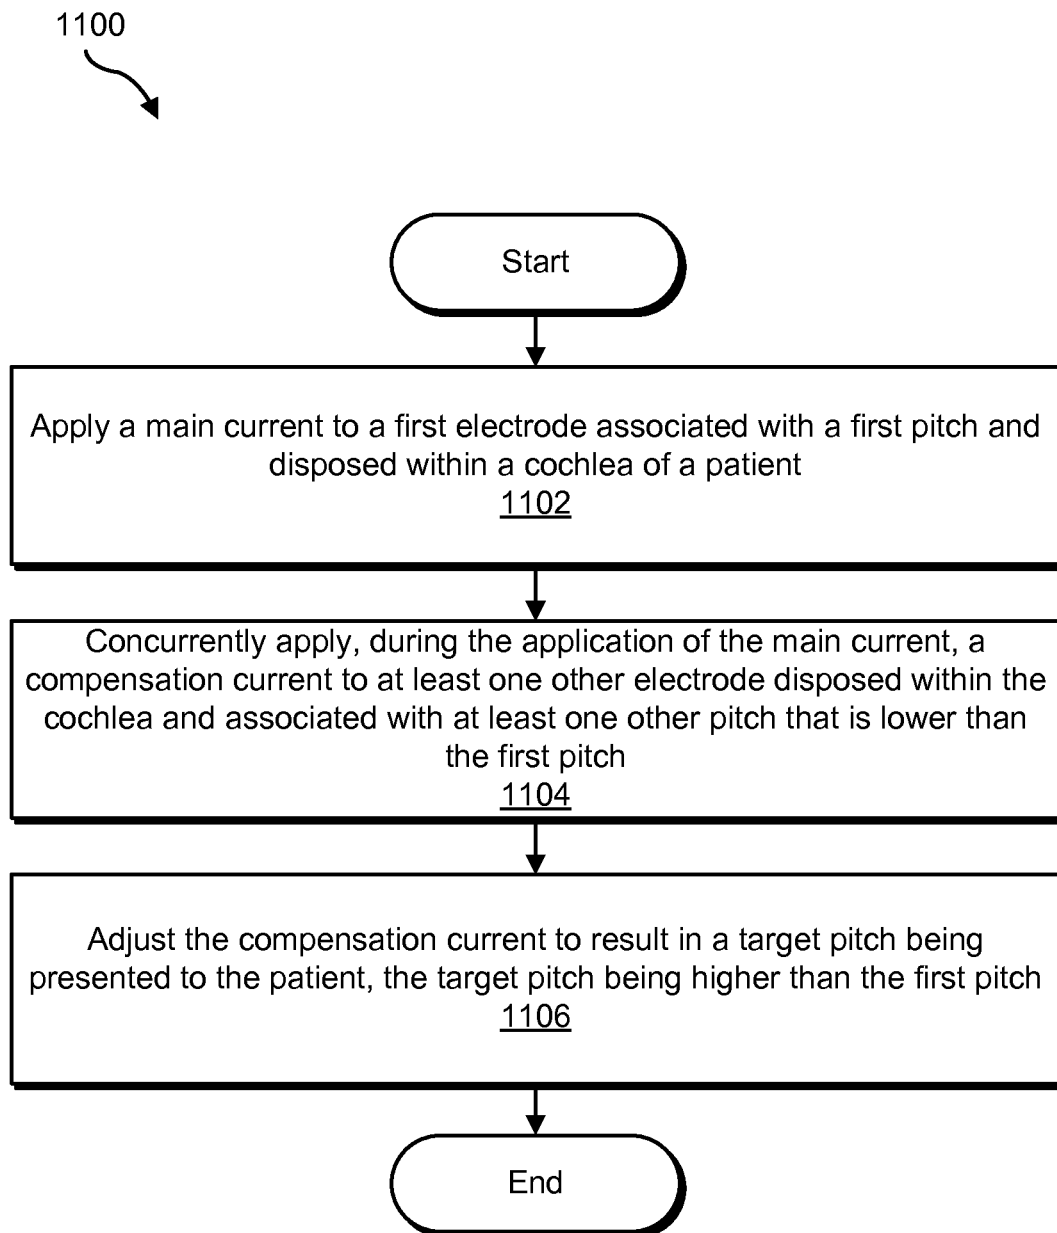 1100
Start
Apply a main current to a first electrode associated with a first pitch and
disposed within a cochlea of a patient
1102
Concurrently apply, during the application of the main current, a
compensation current to at least one other electrode disposed within the
cochlea and associated with at least one other pitch that is lower than
the first pitch
1104
Adjust the compensation current to result in a target pitch being
presented to the patient, the target pitch being higher than the first pitch
1106
End